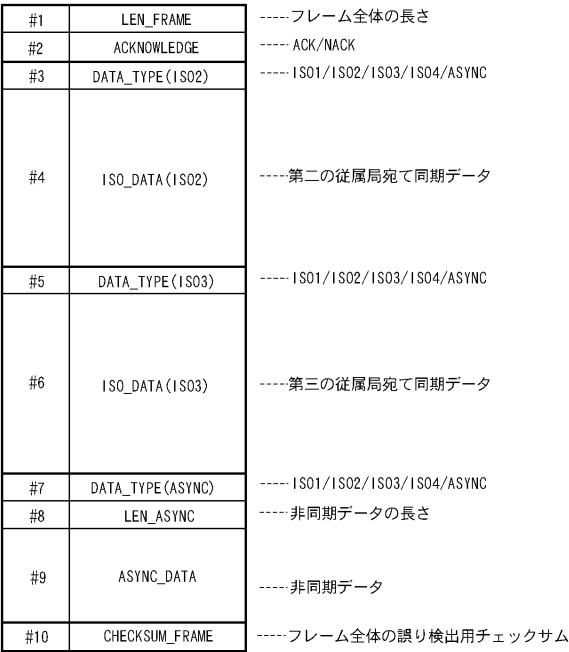 #1 LEN_FRAME -----フレーム全体の長さ
#2 ACKNOWLEDGE -----ACK/NACK
#3 DATA_TYPE(ISO2) -----ISO1/ISO2/ISO3/ISO4/ASYNC
#4 ISO_DATA(ISO2) -----第二の従属局宛て同期データ
#5 DATA_TYPE(ISO3) -----ISO1/ISO2/ISO3/ISO4/ASYNC
#6 ISO_DATA(ISO3) -----第三の従属局宛て同期データ
#7 DATA_TYPE(ASYNC) -----ISO1/ISO2/ISO3/ISO4/ASYNC
#8 LEN_ASYNC -----非同期データの長さ
#9 ASYNC_DATA -----非同期データ
#10 CHECKSUM_FRAME -----フレーム全体の誤り検出用チェックサム